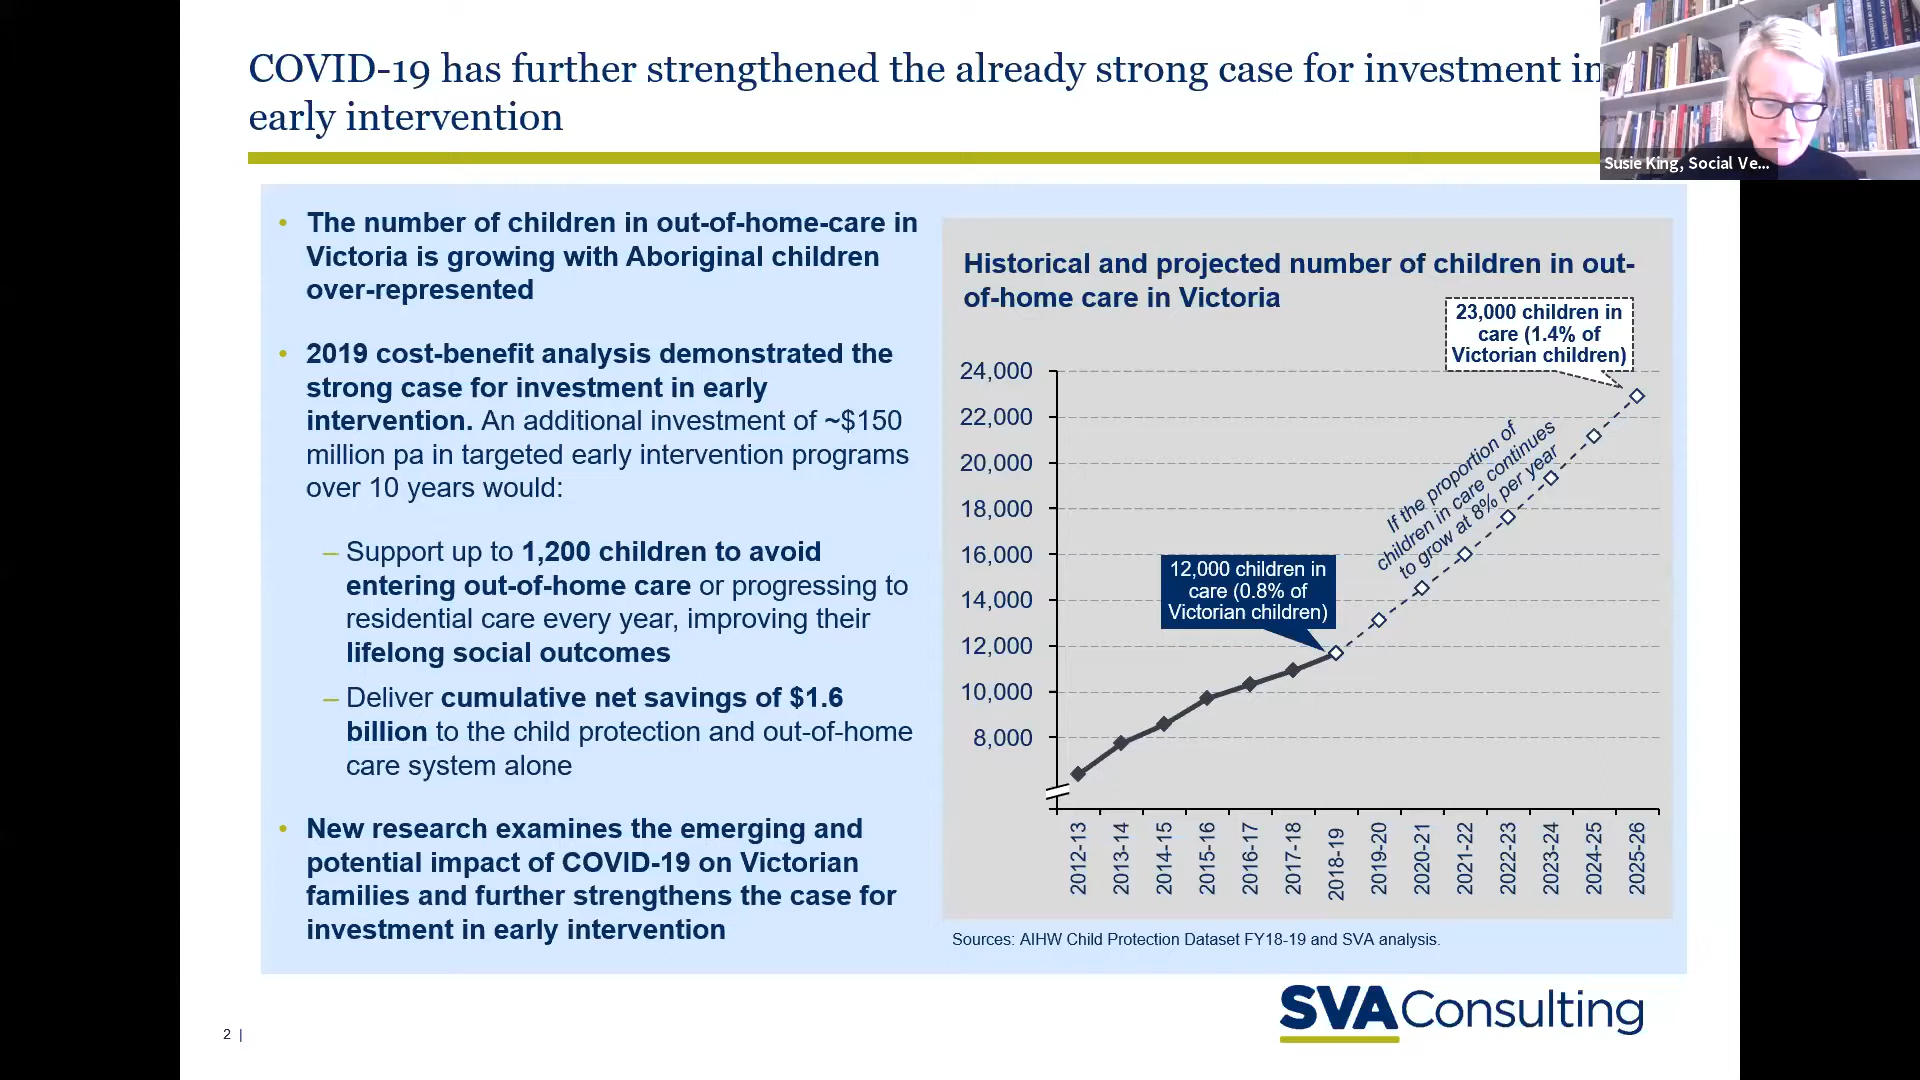 COVID-19 has further strengthened the already strong case for investment in
early intervention
Susie King, Social Ve...
• The number of children in out-of-home-care in
Victoria is growing with Aboriginal children
over-represented
• 2019 cost-benefit analysis demonstrated the
strong case for investment in early
intervention. An additional investment of ~$150
million pa in targeted early intervention programs
over 10 years would:
– Support up to 1,200 children to avoid
entering out-of-home care or progressing to
residential care every year, improving their
lifelong social outcomes
– Deliver cumulative net savings of $1.6
billion to the child protection and out-of-home
care system alone
• New research examines the emerging and
potential impact of COVID-19 on Victorian
families and further strengthens the case for
investment in early intervention
Historical and projected number of children in out-
of-home care in Victoria
23,000 children in
care (1.4% of
Victorian children)
24,000
22,000
20,000
18,000
16,000
14,000
12,000
10,000
8,000
If the proportion of
children in care continues
to grow at 8% per year
12,000 children in
care (0.8% of
Victorian children)
2012-13
2013-14
2014-15
2015-16
2016-17
2017-18
2018-19
2019-20
2020-21
2021-22
2022-23
2023-24
2024-25
2025-26
Sources: AIHW Child Protection Dataset FY18-19 and SVA analysis.
SVA Consulting
2 |